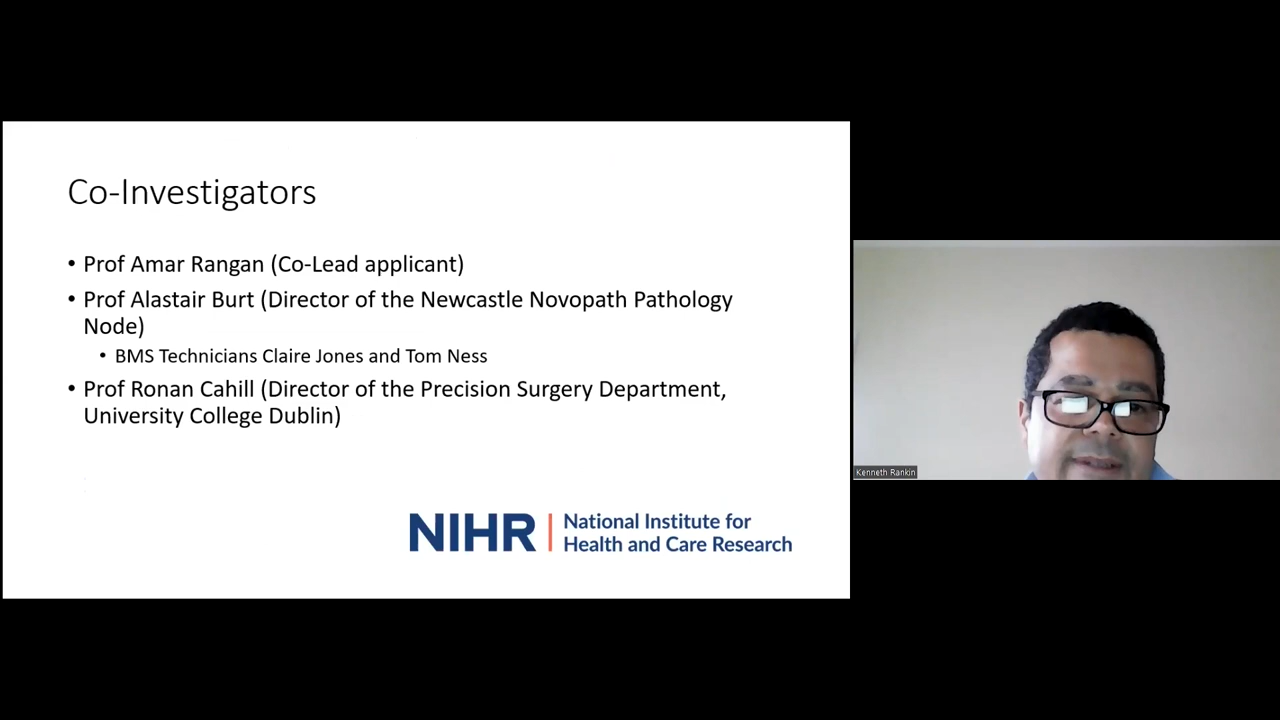 Co-Investigators
• Prof Amar Rangan (Co-Lead applicant)
• Prof Alastair Burt (Director of the Newcastle Novopath Pathology
Node)
• BMS Technicians Claire Jones and Tom Ness
• Prof Ronan Cahill (Director of the Precision Surgery Department,
University College Dublin)
NIHR | National Institute for
Health and Care Research
Kenneth Rankin